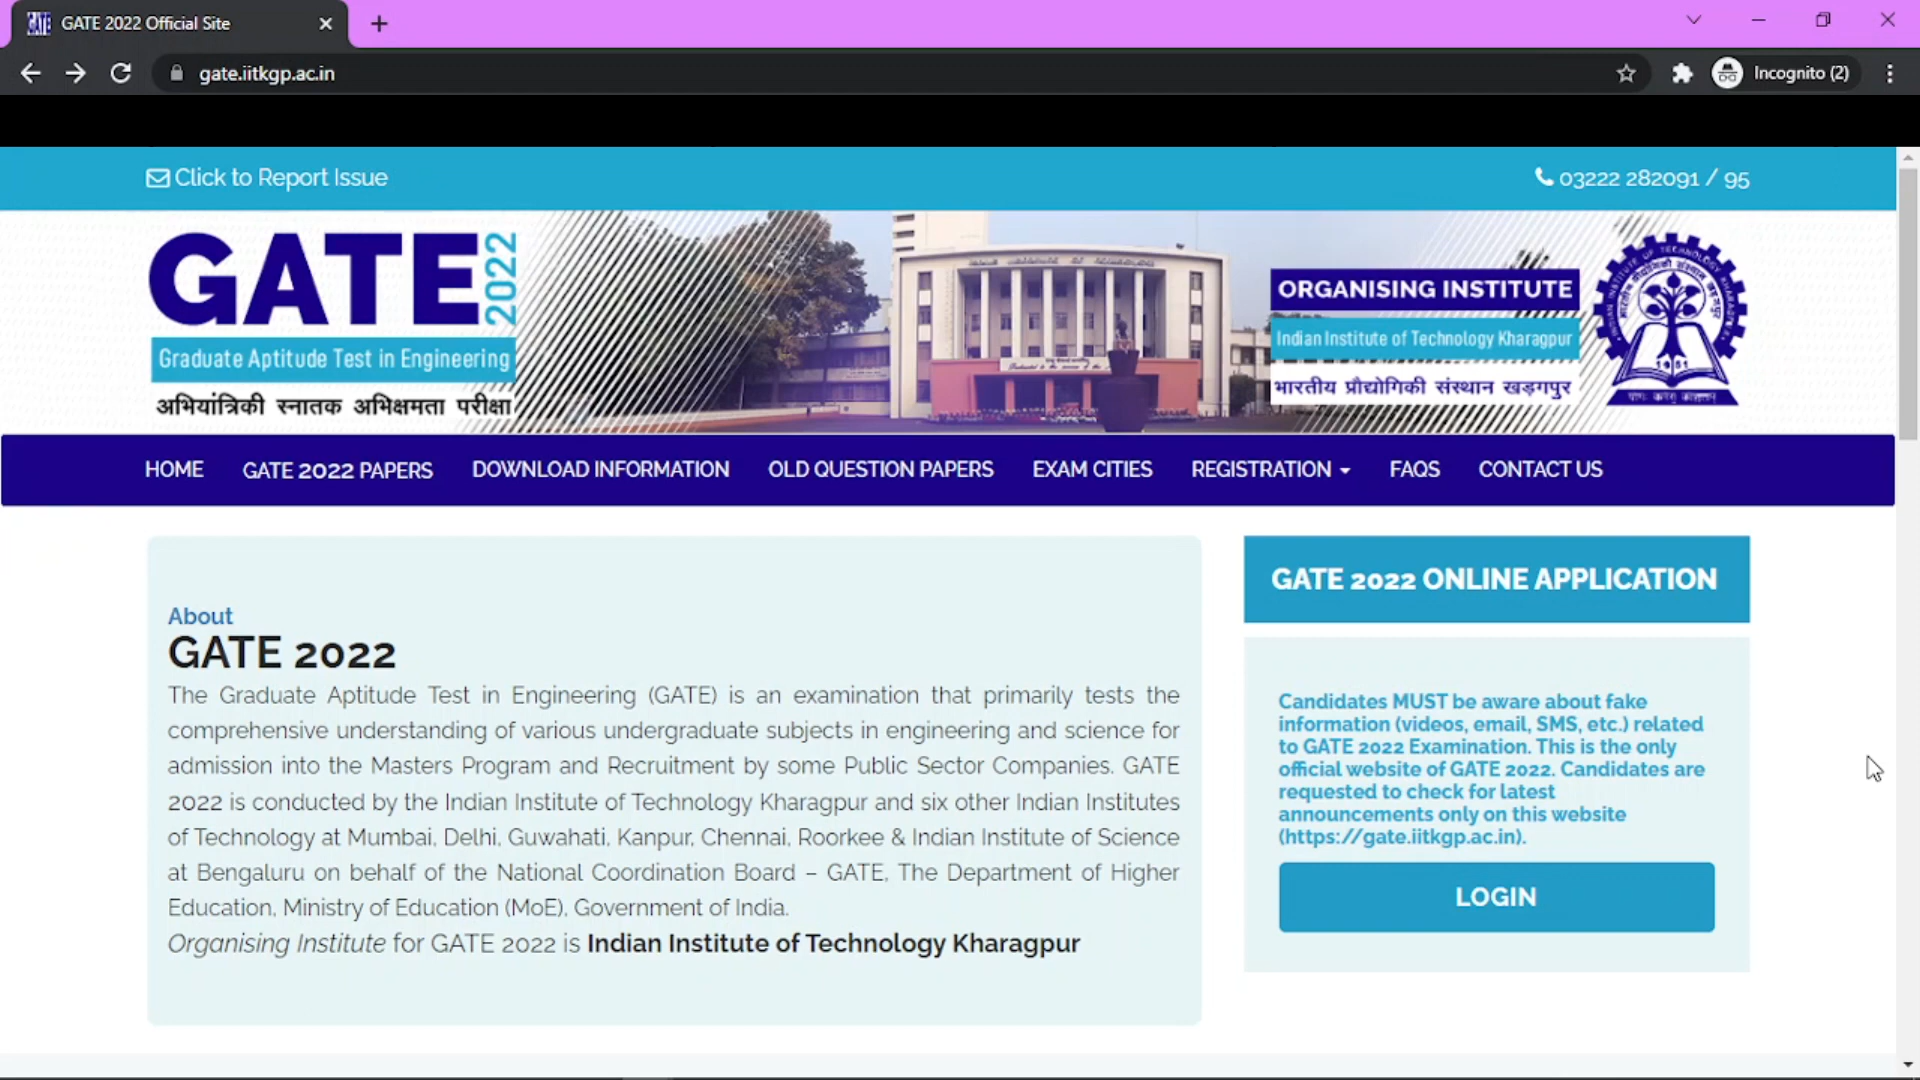 GATE 2022 Official Site
gate.iitkgp.ac.in
Incognito (2)
Click to Report Issue
03222 282091 / 95
GATE 2022
Graduate Aptitude Test in Engineering
अभियांत्रिकी स्नातक अभिक्षमता परीक्षा
ORGANISING INSTITUTE
Indian Institute of Technology Kharagpur
भारतीय प्रौद्योगिकी संस्थान खड़गपुर
1951
HOME
GATE 2022 PAPERS
DOWNLOAD INFORMATION
OLD QUESTION PAPERS
EXAM CITIES
REGISTRATION
FAQS
CONTACT US
About
GATE 2022
The Graduate Aptitude Test in Engineering (GATE) is an examination that primarily tests the
comprehensive understanding of various undergraduate subjects in engineering and science for
admission into the Masters Program and Recruitment by some Public Sector Companies. GATE
2022 is conducted by the Indian Institute of Technology Kharagpur and six other Indian Institutes
of Technology at Mumbai, Delhi, Guwahati, Kanpur, Chennai, Roorkee & Indian Institute of Science
at Bengaluru on behalf of the National Coordination Board – GATE, The Department of Higher
Education, Ministry of Education (MoE), Government of India.
Organising Institute for GATE 2022 is Indian Institute of Technology Kharagpur
GATE 2022 ONLINE APPLICATION
Candidates MUST be aware about fake
information (videos, email, SMS, etc.) related
to GATE 2022 Examination. This is the only
official website of GATE 2022. Candidates are
requested to check for latest
announcements only on this website
(https://gate.iitkgp.ac.in).
LOGIN